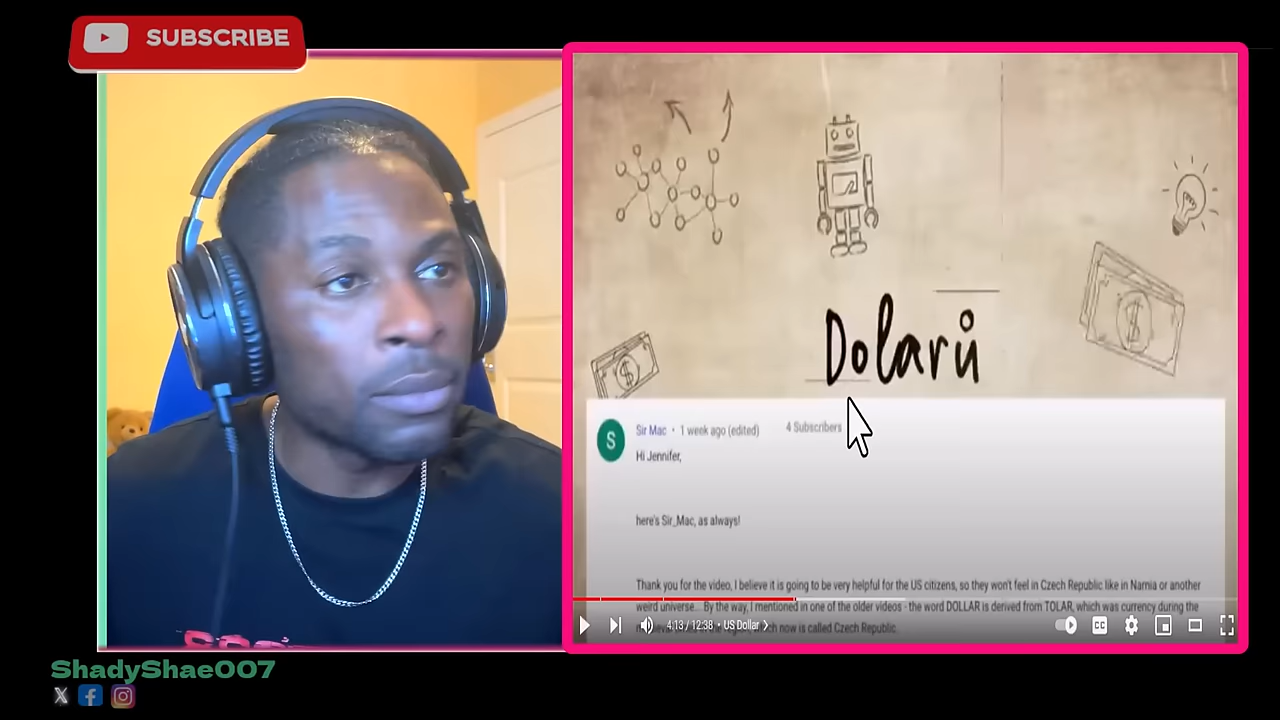 SUBSCRIBE
Dolarů
S
Sir Mac • 1 week ago (edited) 4 Subscribers
Hi Jennifer,
here's Sir_Mac, as always!
Thank you for the video, I believe it is going to be very helpful for the US citizens, so they won't feel in Czech Republic like in Narnia or another
weird universe... By the way, I mentioned in one of the older videos - the word DOLLAR is derived from TOLAR, which was currency during the
the region, which now is called Czech Republic.
4:13 / 12:38 • US Dollar >
CC
ShadyShae007